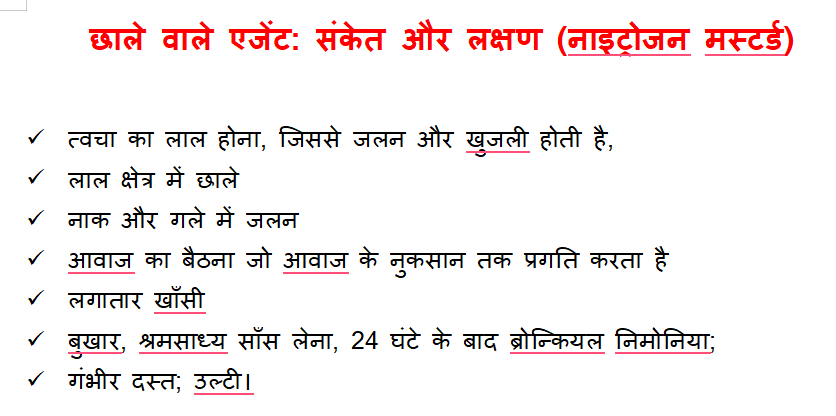 छाले वाले एजेंट: संकेत और लक्षण (नाइट्रोजन मस्टर्ड)
✓ त्वचा का लाल होना, जिससे जलन और खुजली होती है,
✓ लाल क्षेत्र में छाले
✓ नाक और गले में जलन
✓ आवाज का बैठना जो आवाज के नुकसान तक प्रगति करता है
✓ लगातार खाँसी
✓ बुखार, श्रमसाध्य साँस लेना, 24 घंटे के बाद ब्रोन्कियल निमोनिया;
✓ गंभीर दस्त; उल्टी।